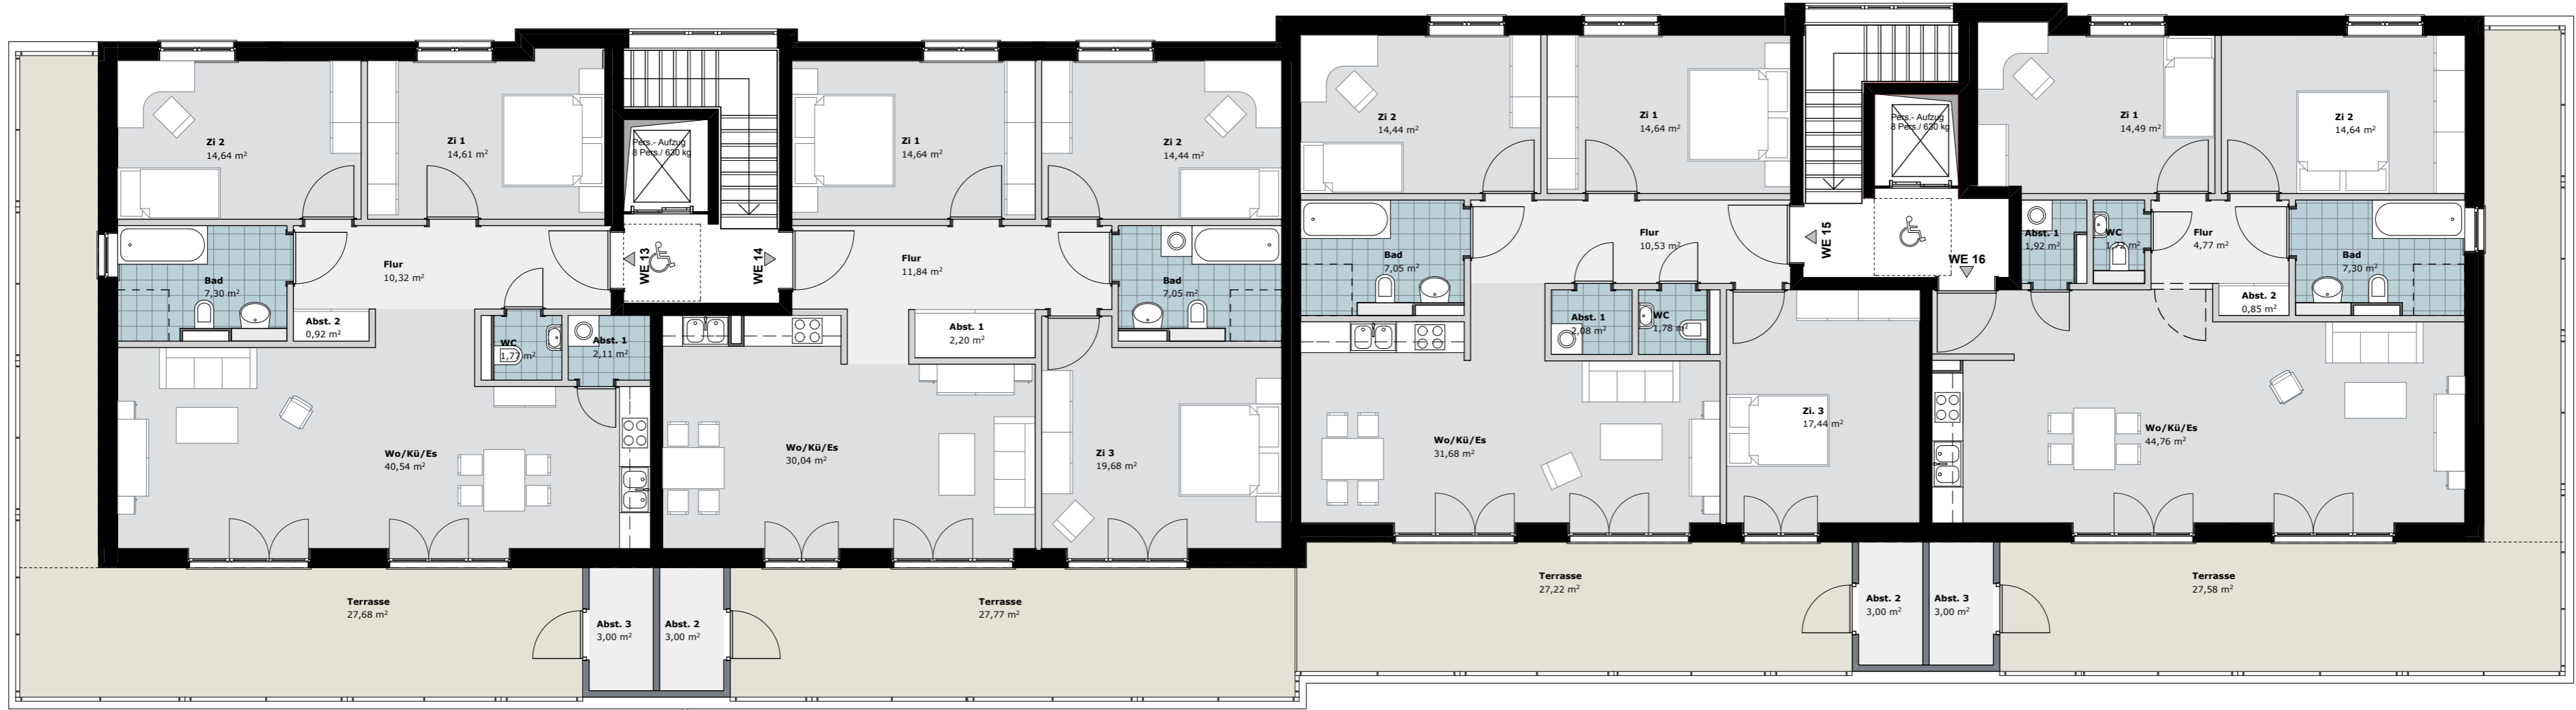 Zi 2
14,64 m²
Zi 1
14,61 m²
Pers.- Aufzug
8 Pers./ 630 kg
Zi 1
14,64 m²
Zi 2
14,44 m²
Zi 2
14,44 m²
Zi 1
14,64 m²
Pers.- Aufzug
8 Pers./ 630 kg
Zi 1
14,49 m²
Zi 2
14,64 m²
Bad
7,30 m²
Flur
10,32 m²
WE 13
WE 14
Flur
11,84 m²
Bad
7,05 m²
Bad
7,05 m²
Flur
10,53 m²
WE 15
WE 16
Abst. 1
1,92 m²
WC
1,72 m²
Flur
4,77 m²
Bad
7,30 m²
Abst. 2
0,92 m²
WC
1,77 m²
Abst. 1
2,11 m²
Abst. 1
2,20 m²
Abst. 1
2,08 m²
WC
1,78 m²
Abst. 2
0,85 m²
Wo/Kü/Es
40,54 m²
Wo/Kü/Es
30,04 m²
Zi 3
19,68 m²
Wo/Kü/Es
31,68 m²
Zi. 3
17,44 m²
Wo/Kü/Es
44,76 m²
Terrasse
27,68 m²
Abst. 3
3,00 m²
Abst. 2
3,00 m²
Terrasse
27,77 m²
Terrasse
27,22 m²
Abst. 2
3,00 m²
Abst. 3
3,00 m²
Terrasse
27,58 m²